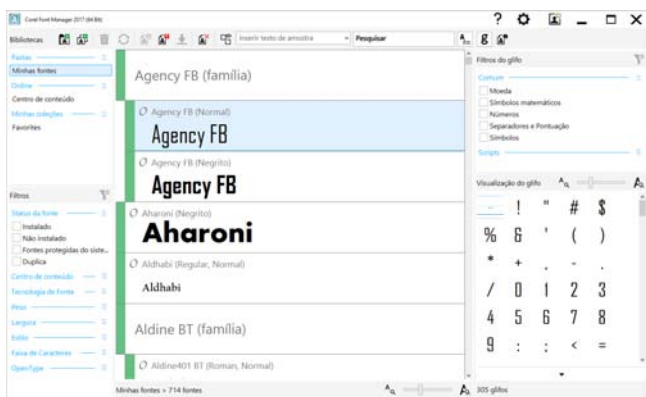 Corel Font Manager 2017 (64 Bit)
Bibliotecas
Inserir texto de amostra
Pesquisar
Pastas
Minhas fontes
Online
Centro de conteúdo
Minhas coleções
Favorites
Filtros
Status da fonte
Instalado
Não instalado
Fontes protegidas do siste...
Duplica
Centro de conteúdo
Tecnologia de Fonte
Peso
Largura
Estilo
Faixa de Caracteres
OpenType
Agency FB (família)
Agency FB (Normal)
Agency FB
Agency FB (Negrito)
Agency FB
Aharoni (Negrito)
Aharoni
Aldhabi (Regular, Normal)
Aldhabi
Aldine BT (família)
Aldine401 BT (Roman, Normal)
Minhas fontes > 714 fontes
Filtros do glifo
Comum
Moeda
Símbolos matemáticos
Números
Separadores e Pontuação
Símbolos
Scripts
Visualização do glifo
! " # $
% & ' ( )
* + , - .
/ 0 1 2 3
4 5 6 7 8
9 : ; < =
305 glifos